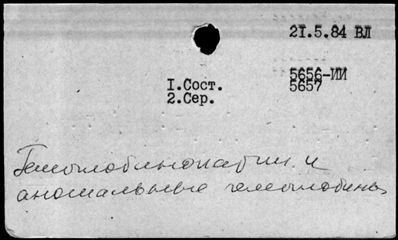 21.5.84 ВЛ
5656-ИИ
I.Сост. 5657
2.Сер.
Гемоглобинопатии и
аномальные гемоглобины